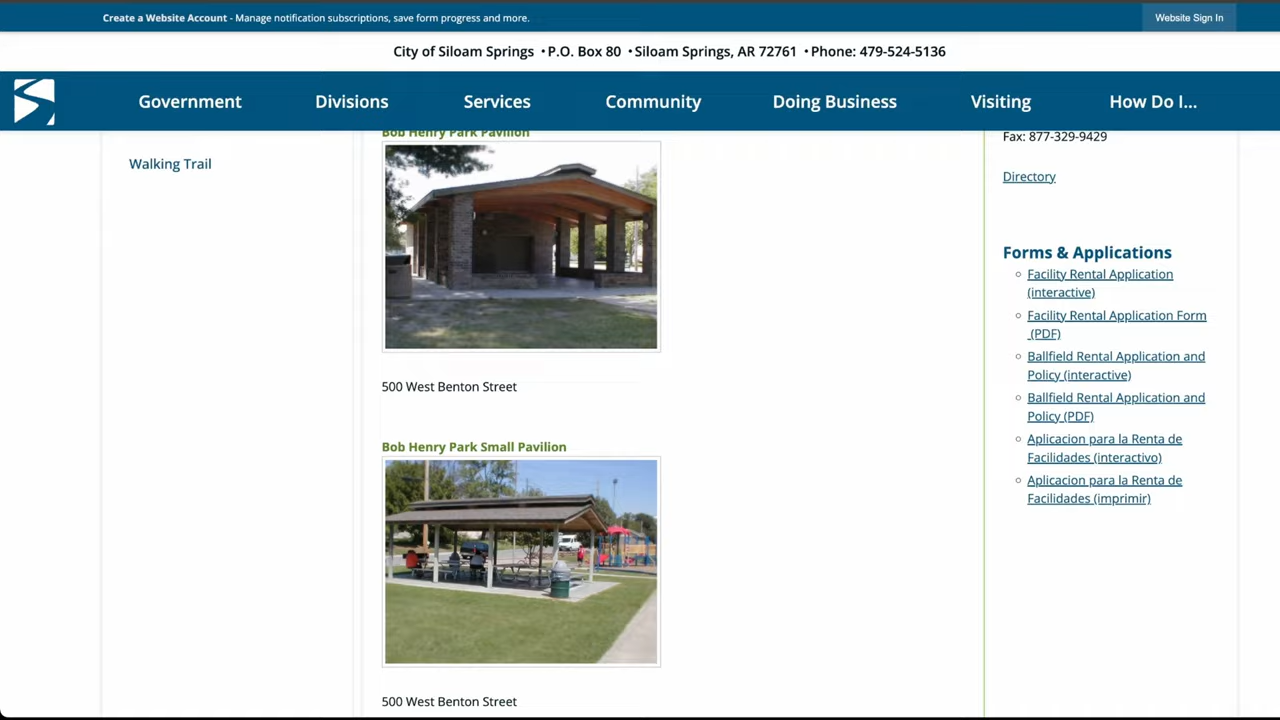 Create a Website Account - Manage notification subscriptions, save form progress and more.
Website Sign In
City of Siloam Springs • P.O. Box 80 • Siloam Springs, AR 72761 • Phone: 479-524-5136
Government
Divisions
Services
Community
Doing Business
Visiting
How Do I...
Walking Trail
Bob Henry Park Pavilion
500 West Benton Street
Bob Henry Park Small Pavilion
500 West Benton Street
Fax: 877-329-9429
Directory
Forms & Applications
Facility Rental Application
(interactive)
Facility Rental Application Form
(PDF)
Ballfield Rental Application and
Policy (interactive)
Ballfield Rental Application and
Policy (PDF)
Aplicacion para la Renta de
Facilidades (interactivo)
Aplicacion para la Renta de
Facilidades (imprimir)